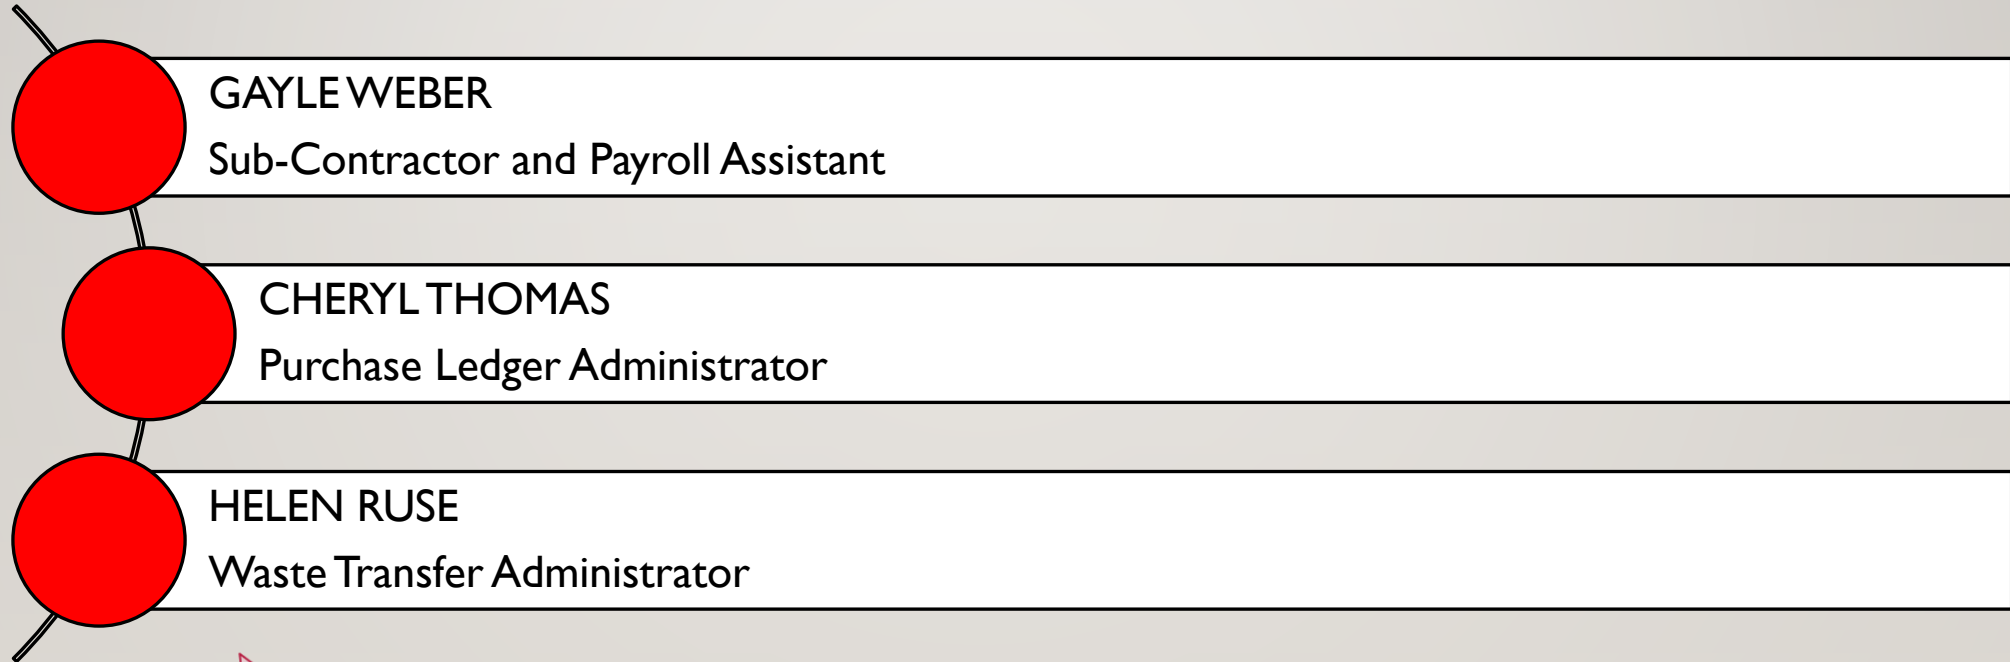 GAYLE WEBER
Sub-Contractor and Payroll Assistant
CHERYL THOMAS
Purchase Ledger Administrator
HELEN RUSE
Waste Transfer Administrator